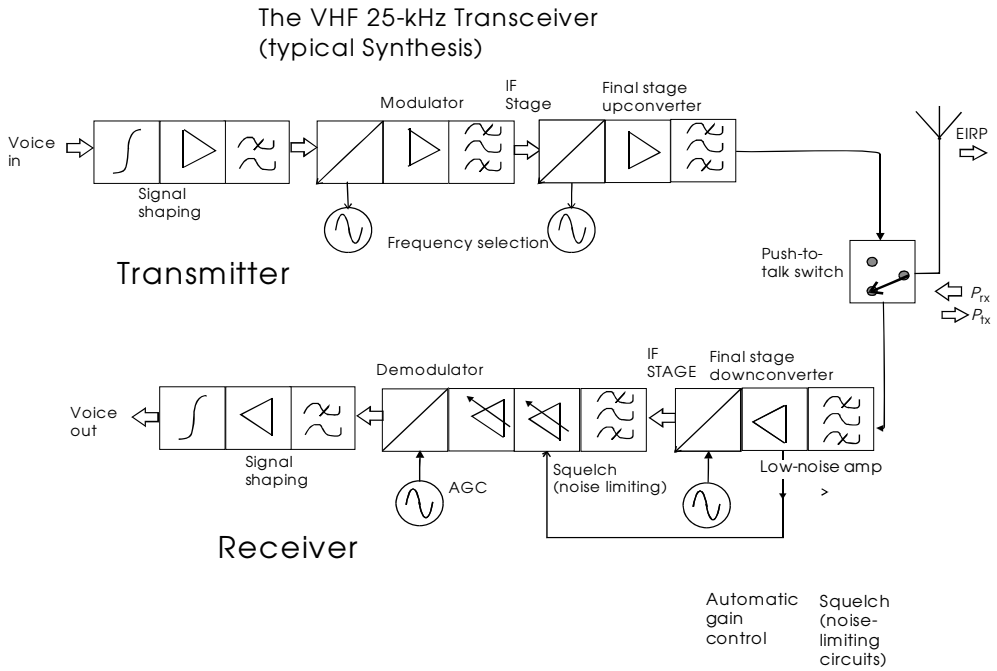 The VHF 25-kHz Transceiver
(typical Synthesis)
Modulator
IF
Stage
Final stage
upconverter
Voice
in
EIRP
Signal
shaping
Frequency selection
Push-to-
talk switch
Transmitter
Prx
Ptx
IF
STAGE
Final stage
downconverter
Demodulator
Voice
out
Signal
shaping
AGC
Squelch
(noise limiting)
Low-noise amp
>
Receiver
Automatic
gain
control
Squelch
(noise-
limiting
circuits)